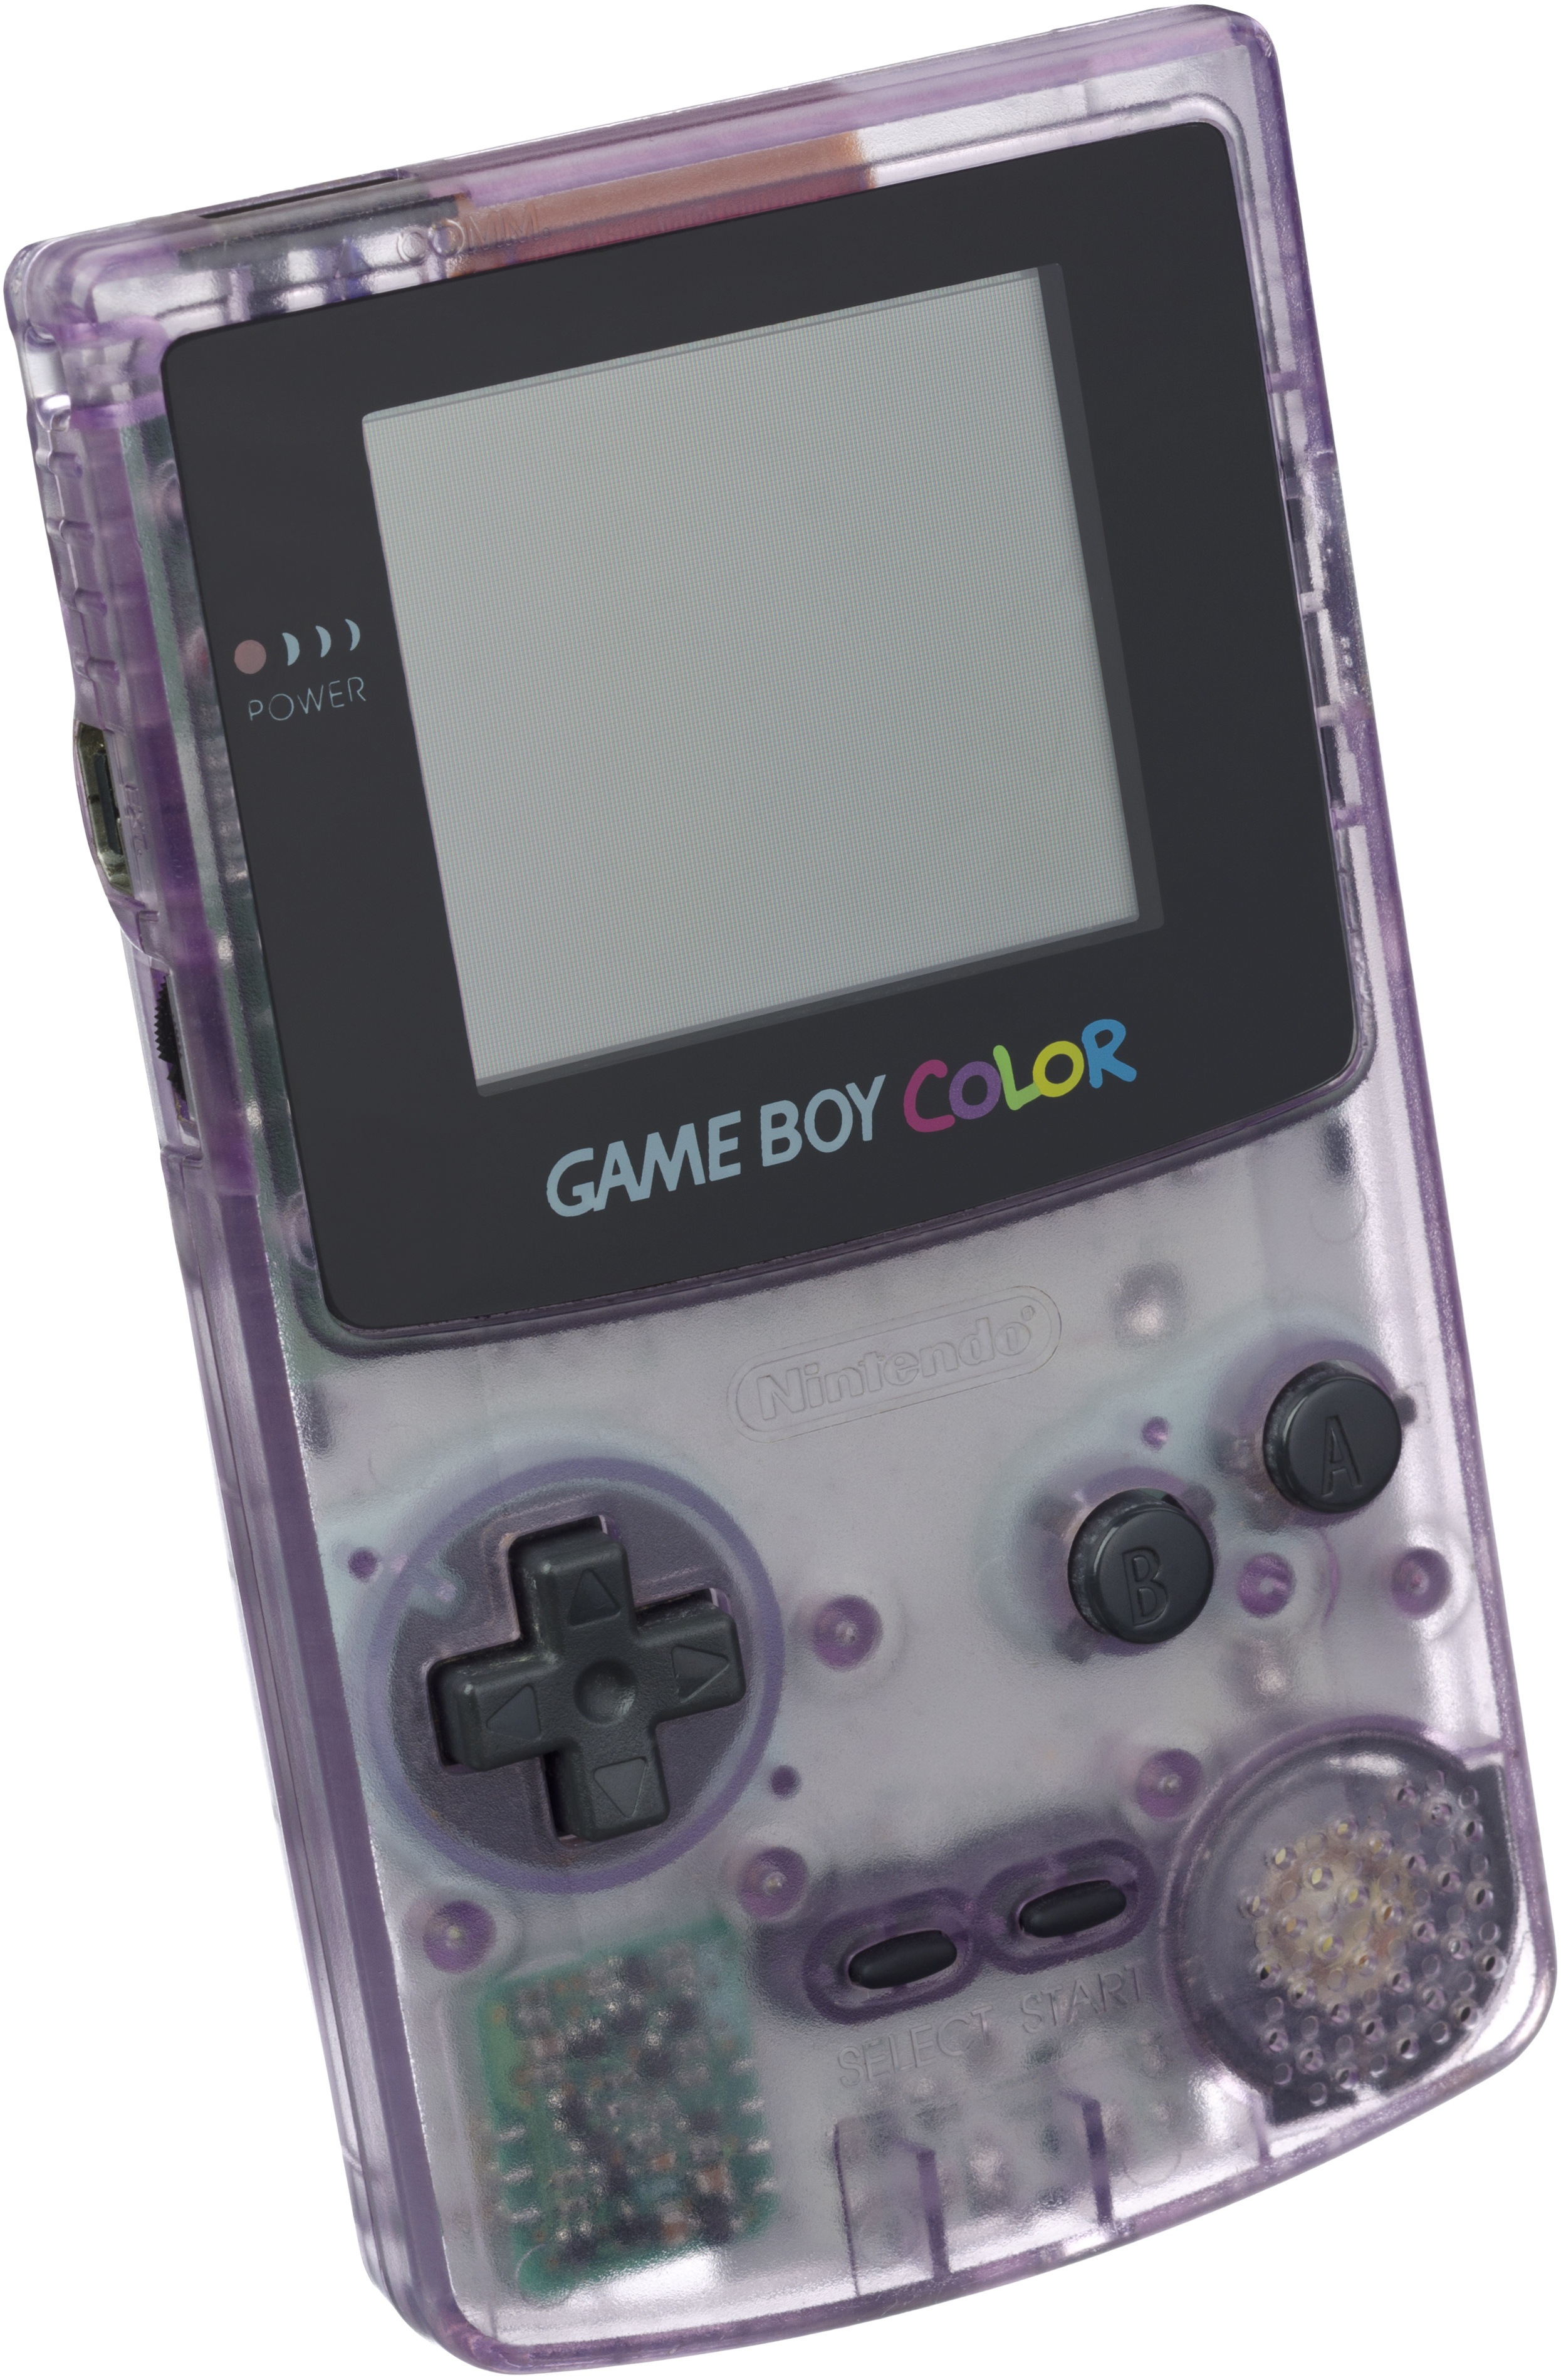 COMM.
POWER
GAME BOY COLOR
Nintendo
A
B
SELECT START